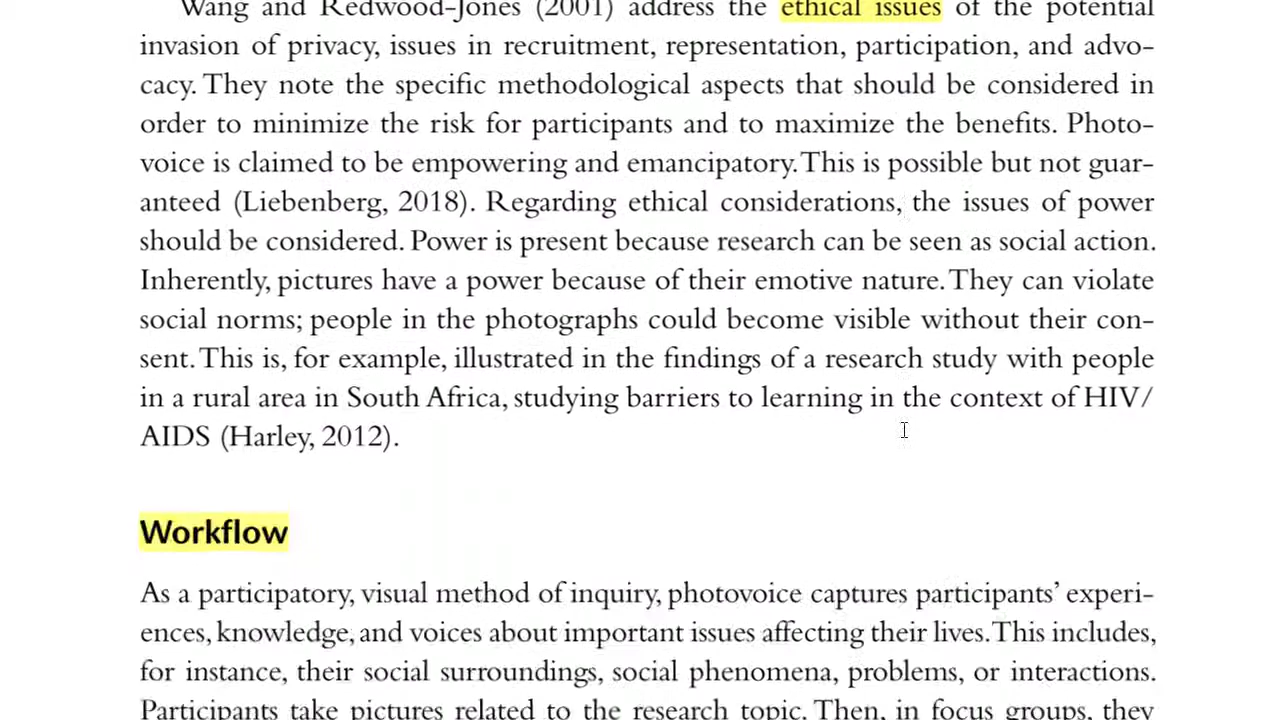 Wang and Redwood-Jones (2001) address the ethical issues of the potential
invasion of privacy, issues in recruitment, representation, participation, and advo-
cacy. They note the specific methodological aspects that should be considered in
order to minimize the risk for participants and to maximize the benefits. Photo-
voice is claimed to be empowering and emancipatory. This is possible but not guar-
anteed (Liebenberg, 2018). Regarding ethical considerations, the issues of power
should be considered. Power is present because research can be seen as social action.
Inherently, pictures have a power because of their emotive nature. They can violate
social norms; people in the photographs could become visible without their con-
sent. This is, for example, illustrated in the findings of a research study with people
in a rural area in South Africa, studying barriers to learning in the context of HIV/
AIDS (Harley, 2012).
Workflow
As a participatory, visual method of inquiry, photovoice captures participants' experi-
ences, knowledge, and voices about important issues affecting their lives. This includes,
for instance, their social surroundings, social phenomena, problems, or interactions.
Participants take pictures related to the research topic. Then, in focus groups, they